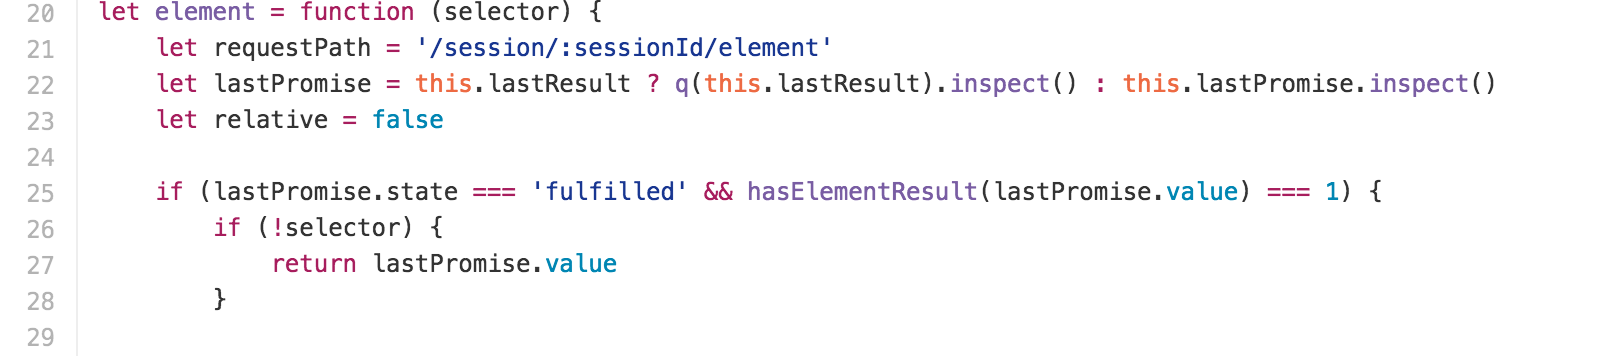 20 let element = function (selector) {
21     let requestPath = '/session/:sessionId/element'
22     let lastPromise = this.lastResult ? q(this.lastResult).inspect() : this.lastPromise.inspect()
23     let relative = false
24
25     if (lastPromise.state === 'fulfilled' && hasElementResult(lastPromise.value) === 1) {
26         if (!selector) {
27             return lastPromise.value
28         }
29